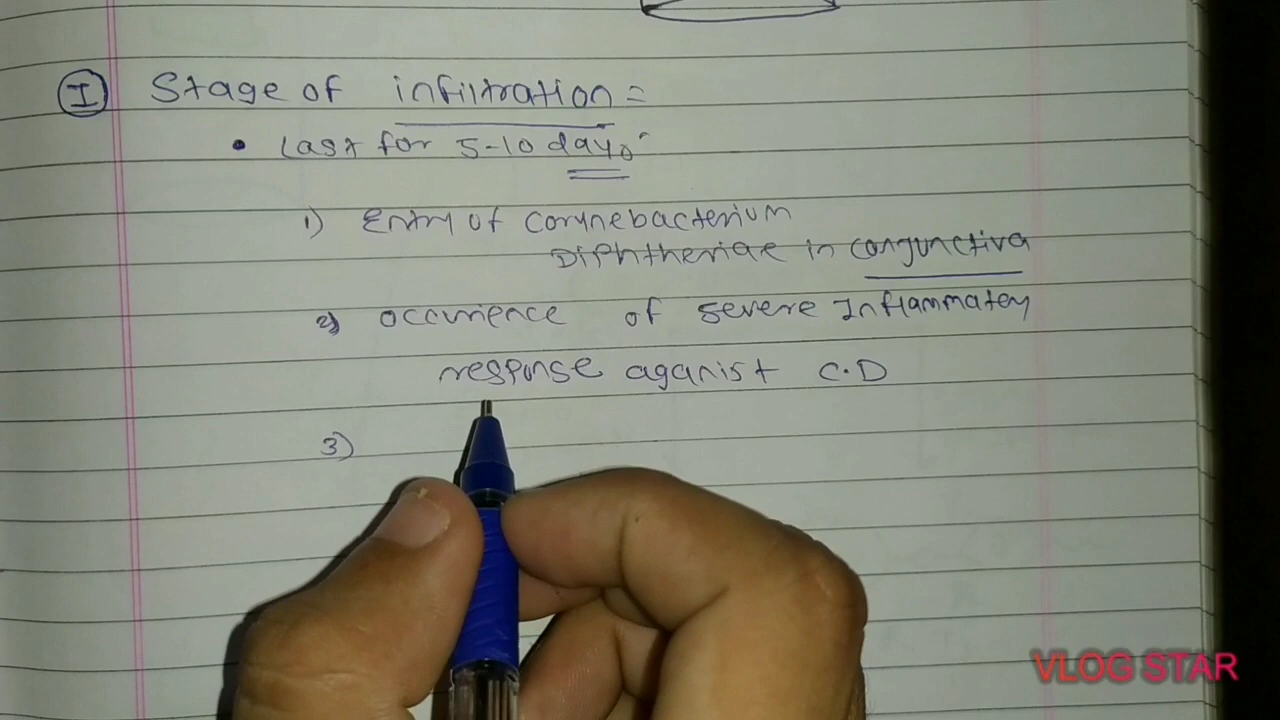 I Stage of infiltration =
• Last for 5-10 days
1) Entry of Corynebacterium
Diphtheriae in conjunctiva
2) occurrence of severe Inflammatory
response aganist C.D
3)
VLOG STAR